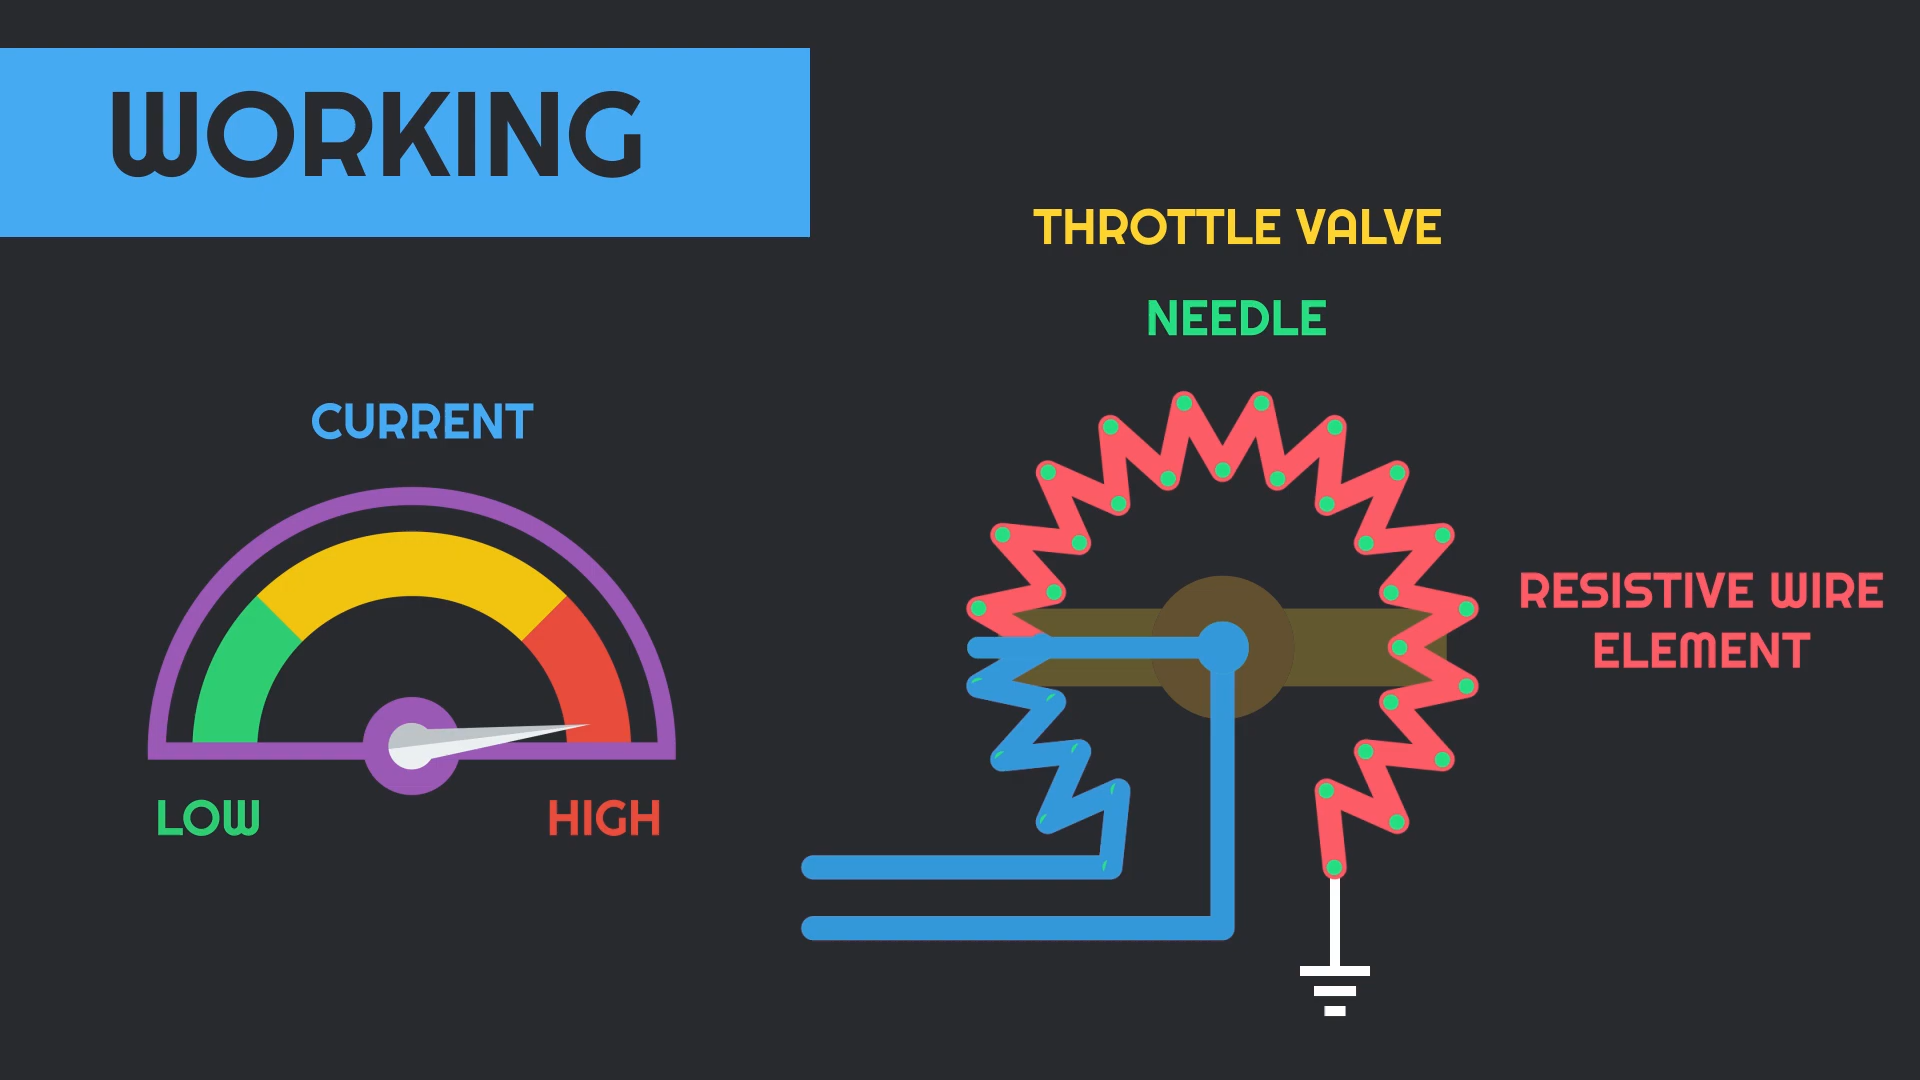 WORKING
THROTTLE VALVE
NEEDLE
CURRENT
RESISTIVE WIRE
ELEMENT
LOW
HIGH